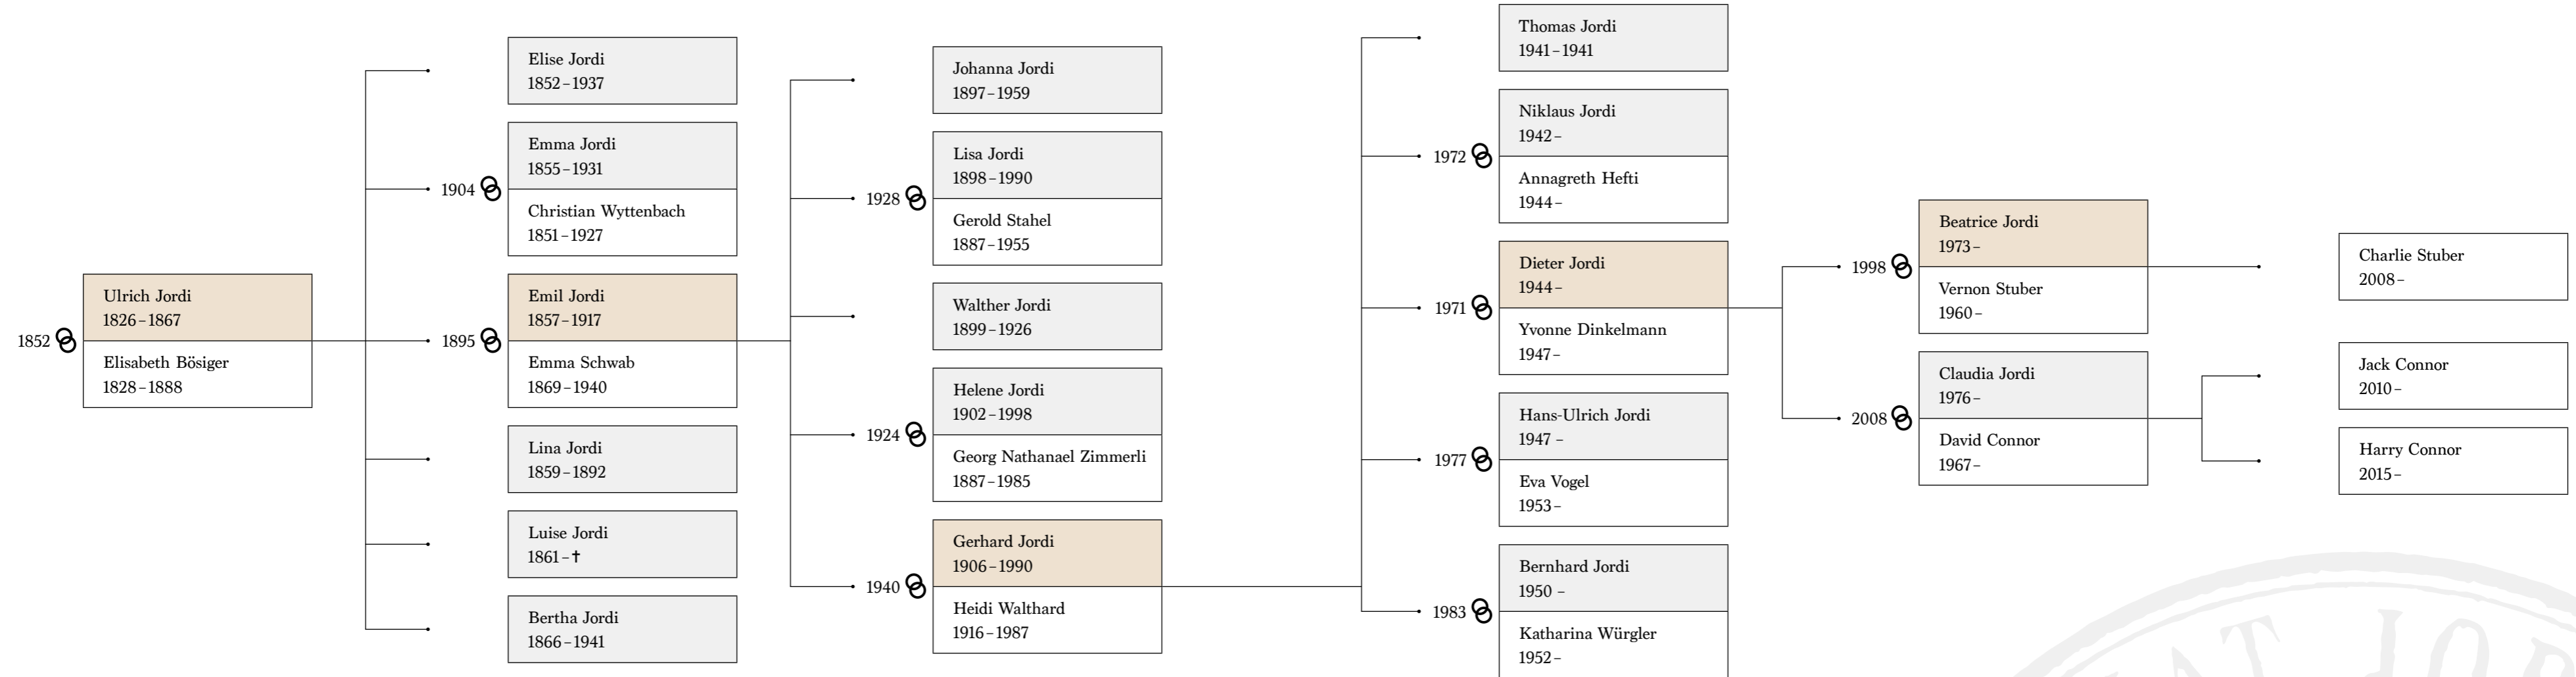 1852
Ulrich Jordi
1826–1867
Elisabeth Bösiger
1828–1888
Elise Jordi
1852–1937
1904
Emma Jordi
1855–1931
Christian Wyttenbach
1851–1927
1895
Emil Jordi
1857–1917
Emma Schwab
1869–1940
Lina Jordi
1859–1892
Luise Jordi
1861–✝
Bertha Jordi
1866–1941
Johanna Jordi
1897–1959
1928
Lisa Jordi
1898–1990
Gerold Stahel
1887–1955
Walther Jordi
1899–1926
1924
Helene Jordi
1902–1998
Georg Nathanael Zimmerli
1887–1985
1940
Gerhard Jordi
1906–1990
Heidi Walthard
1916–1987
Thomas Jordi
1941–1941
1972
Niklaus Jordi
1942–
Annagreth Hefti
1944–
1971
Dieter Jordi
1944–
Yvonne Dinkelmann
1947–
1977
Hans-Ulrich Jordi
1947 –
Eva Vogel
1953–
1983
Bernhard Jordi
1950 –
Katharina Würgler
1952–
1998
Beatrice Jordi
1973–
Vernon Stuber
1960–
2008
Claudia Jordi
1976–
David Connor
1967–
Charlie Stuber
2008–
Jack Connor
2010–
Harry Connor
2015–